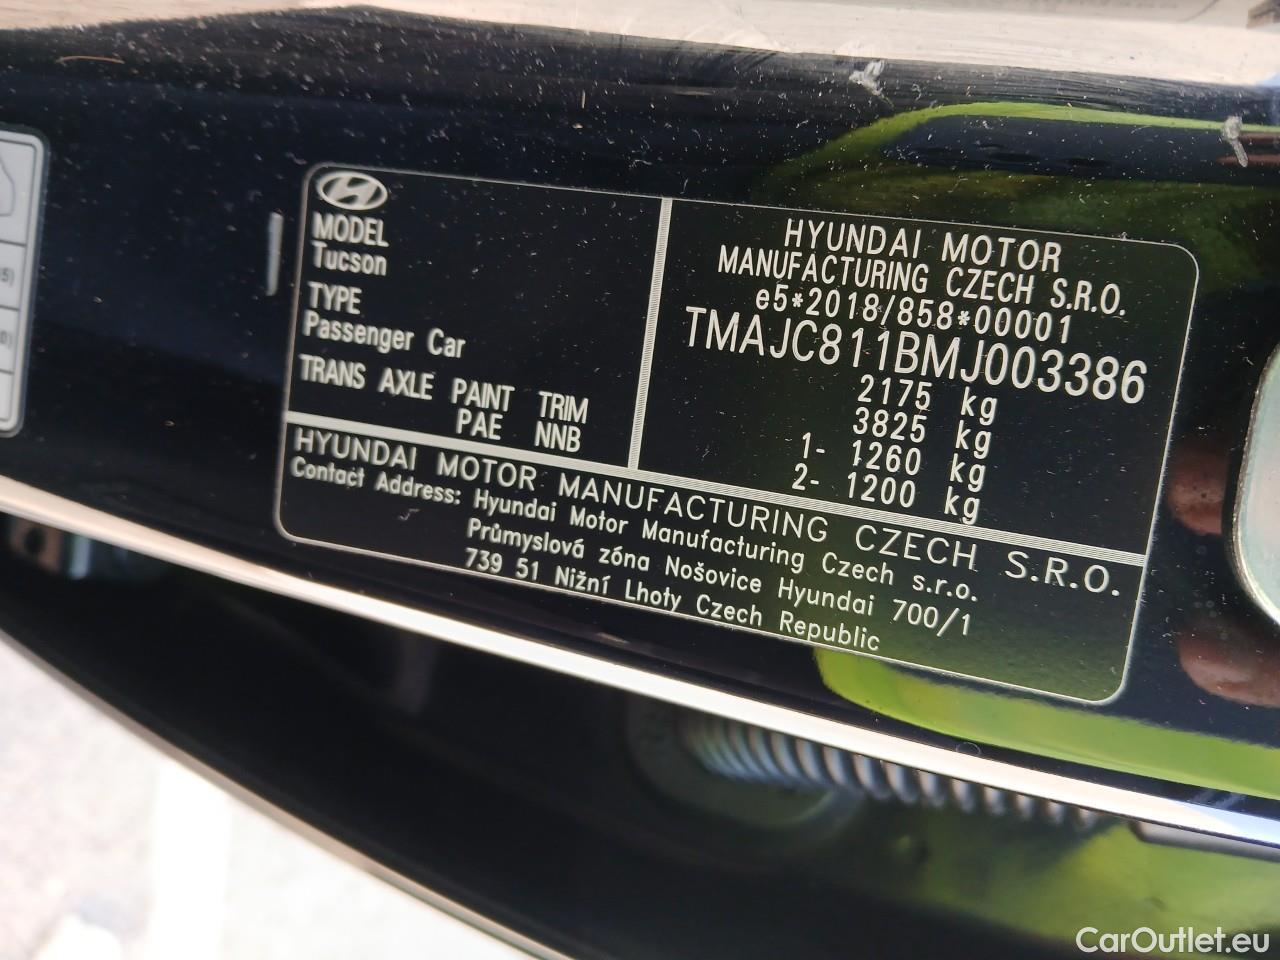 MODEL
Tucson
TYPE
Passenger Car
TRANS AXLE PAINT TRIM
PAE NNB
HYUNDAI MOTOR
MANUFACTURING CZECH S.R.O.
e5*2018/858*00001
TMAJC811BMJ003386
2175 kg
3825 kg
1- 1260 kg
2- 1200 kg
HYUNDAI MOTOR MANUFACTURING CZECH S.R.O.
Contact Address: Hyundai Motor Manufacturing Czech s.r.o.
Průmyslová zóna Nošovice Hyundai 700/1
739 51 Nižní Lhoty Czech Republic
CarOutlet.eu